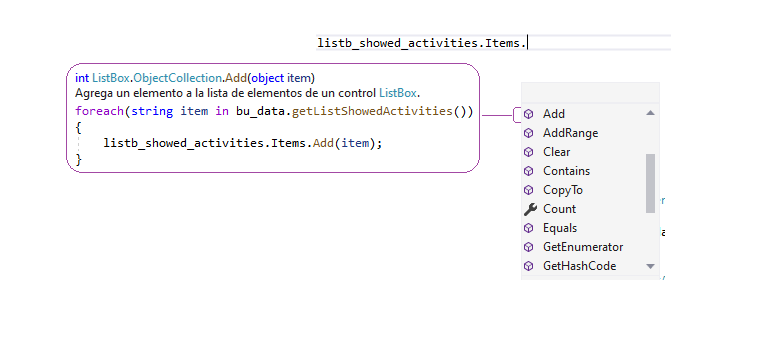 listb_showed_activities.Items.
int ListBox.ObjectCollection.Add(object item)
Agrega un elemento a la lista de elementos de un control ListBox.
foreach(string item in bu_data.getListShowedActivities())
{
listb_showed_activities.Items.Add(item);
}
Add
AddRange
Clear
Contains
CopyTo
Count
Equals
GetEnumerator
GetHashCode